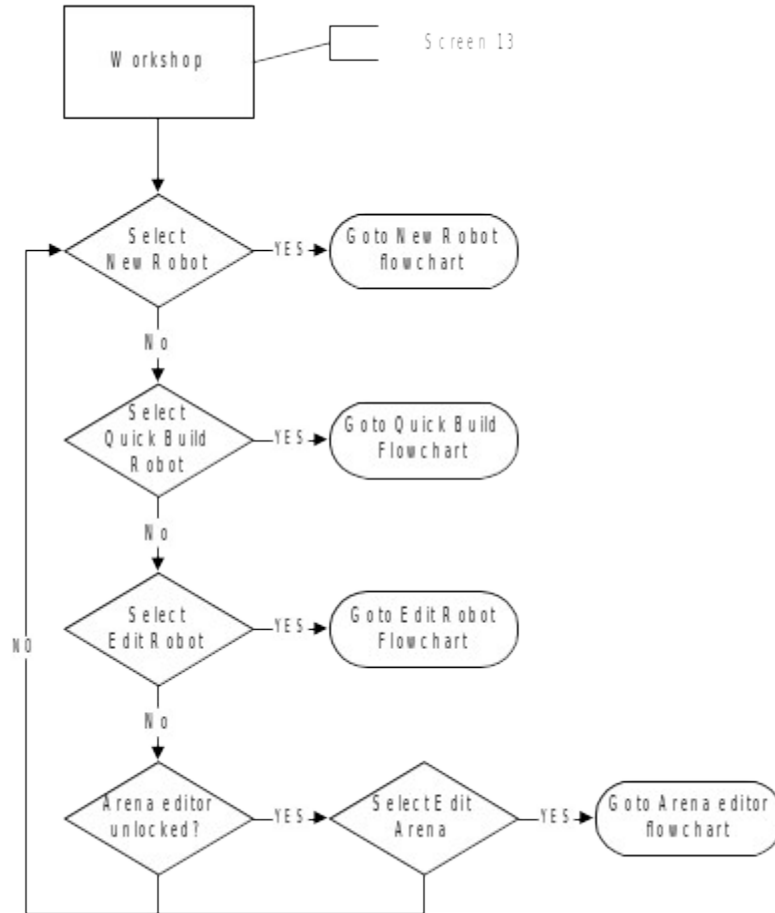 Workshop
Screen 13
Select
New Robot
YES
Goto New Robot
flowchart
No
Select
Quick Build
Robot
YES
Goto Quick Build
Flowchart
No
Select
Edit Robot
YES
Goto Edit Robot
Flowchart
NO
No
Arena editor
unlocked?
YES
Select Edit
Arena
YES
Goto Arena editor
flowchart